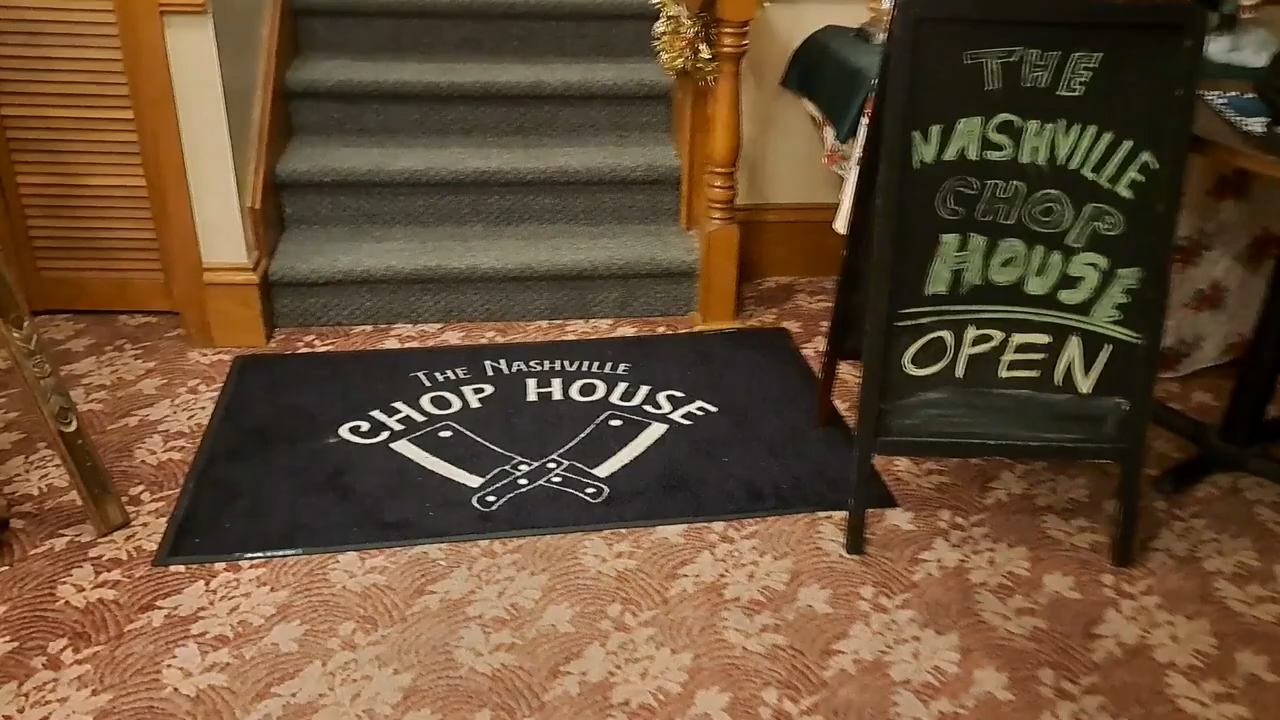 THE NASHVILLE
CHOP HOUSE
THE
NASHVILLE
CHOP
HOUSE
OPEN